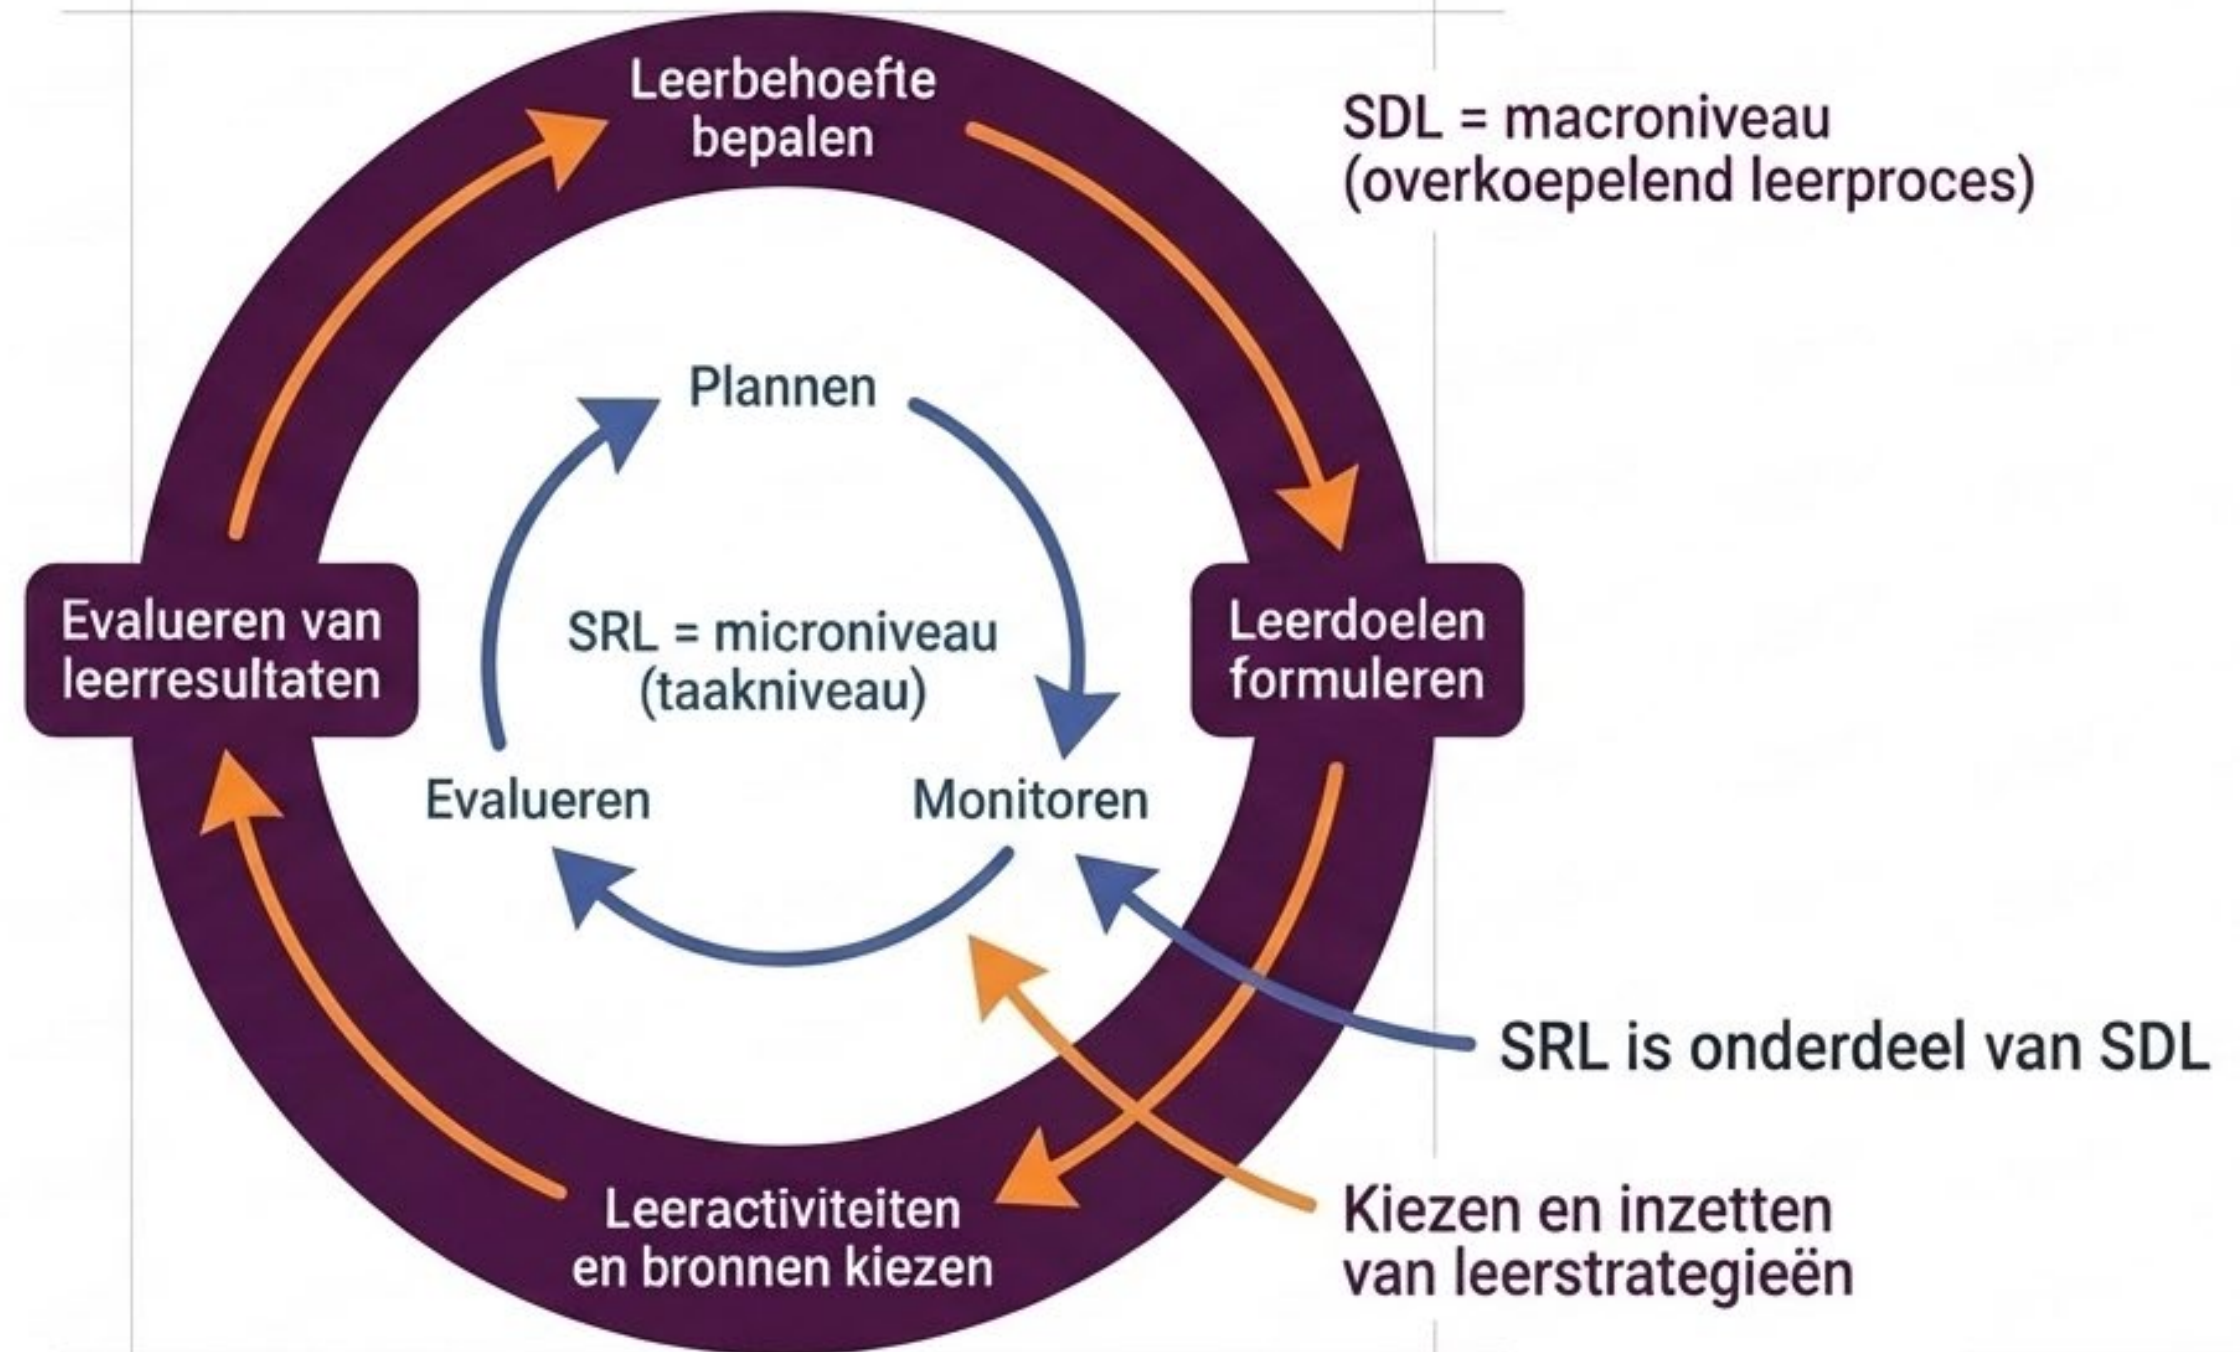 Leerbehoefte
bepalen
SDL = macroniveau
(overkoepelend leerproces)
Plannen
SRL = microniveau
(taakniveau)
Evalueren van
leerresultaten
Leerdoelen
formuleren
Evalueren
Monitoren
SRL is onderdeel van SDL
Leeractiviteiten
en bronnen kiezen
Kiezen en inzetten
van leerstrategieën